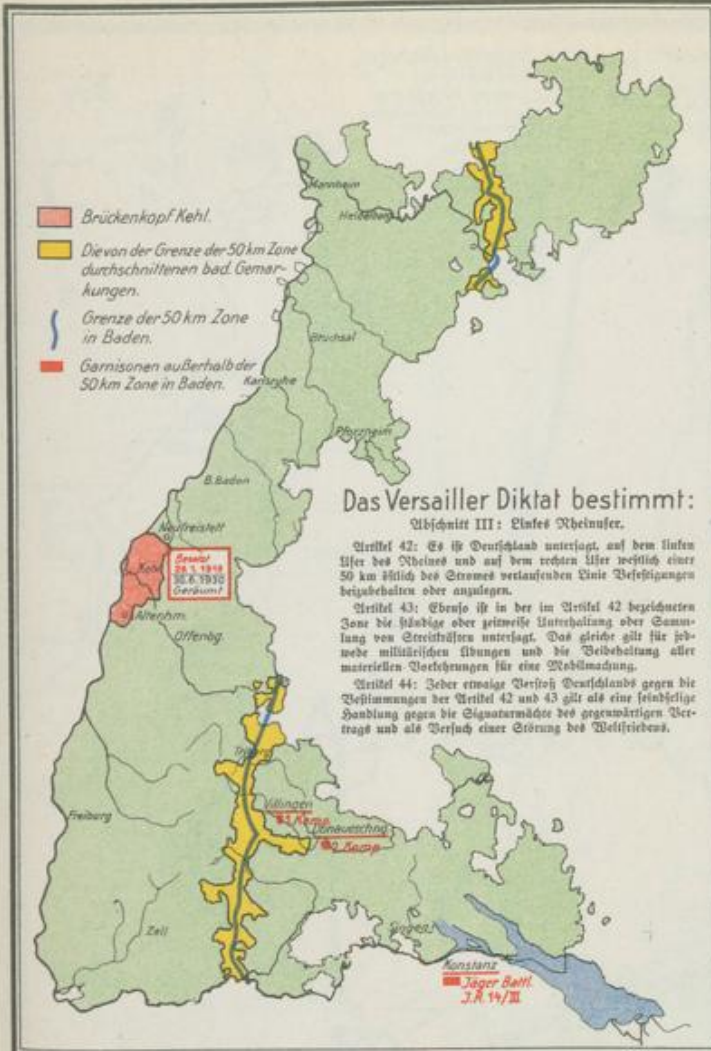 Brückenkopf Kehl.
Die von der Grenze der 50 km Zone
durchschnittenen bad. Gemar-
kungen.
Grenze der 50 km Zone
in Baden.
Garnisonen außerhalb der
50 km Zone in Baden.
Mannheim
Heidelberg
Bruchsal
Karlsruhe
Pforzheim
B.Baden
Neufreistett
Kehl
Besetzt
29.1.1919
30.6.1930
Geräumt
Altenhm.
Offenbg.
Das Versailler Diktat bestimmt:
Abschnitt III: Linkes Rheinufer.
Artikel 42: Es ist Deutschland untersagt, auf dem linken
Ufer des Rheines und auf dem rechten Ufer westlich einer
50 km östlich des Stromes verlaufenden Linie Befestigungen
beizubehalten oder anzulegen.
Artikel 43: Ebenso ist in der im Artikel 42 bezeichneten
Zone die ständige oder zeitweise Unterhaltung oder Samm-
lung von Streitkräften untersagt. Das gleiche gilt für jed-
wede militärischen Übungen und die Beibehaltung aller
materiellen Vorkehrungen für eine Mobilmachung.
Artikel 44: Jeder etwaige Verstoß Deutschlands gegen die
Bestimmungen der Artikel 42 und 43 gilt als eine feindselige
Handlung gegen die Signaturmächte des gegenwärtigen Ver-
trags und als Versuch einer Störung des Weltfriedens.
Triberg
Villingen
1 Komp.
Donaueschng.
2 Komp.
Freiburg
Zell
Singen
Konstanz
Jäger Battl.
J.R. 14/III